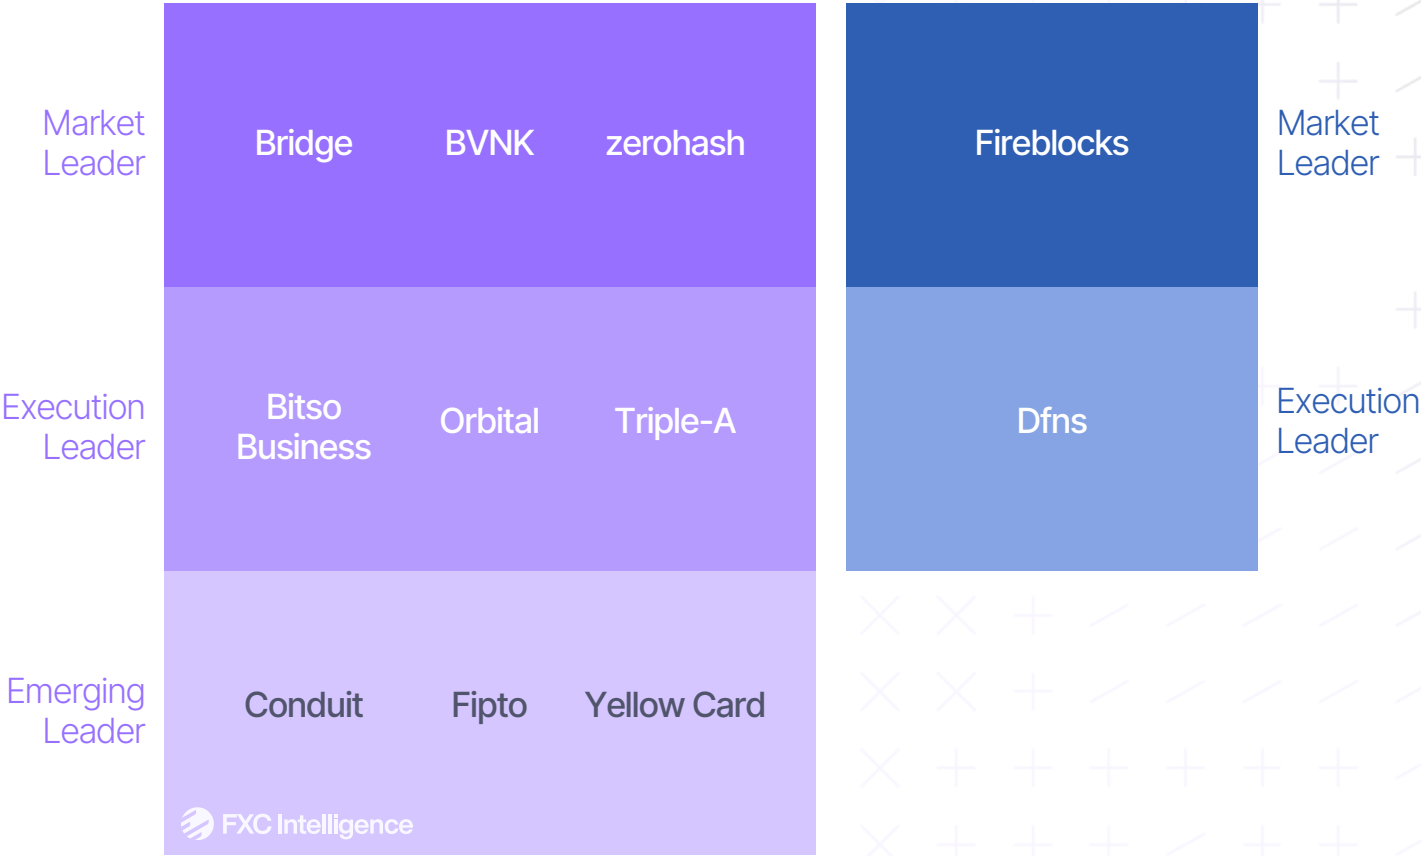 Market
Leader
Bridge
BVNK
zerohash
Fireblocks
Market
Leader
Execution
Leader
Bitso
Business
Orbital
Triple-A
Dfns
Execution
Leader
Emerging
Leader
Conduit
Fipto
Yellow Card
FXC Intelligence